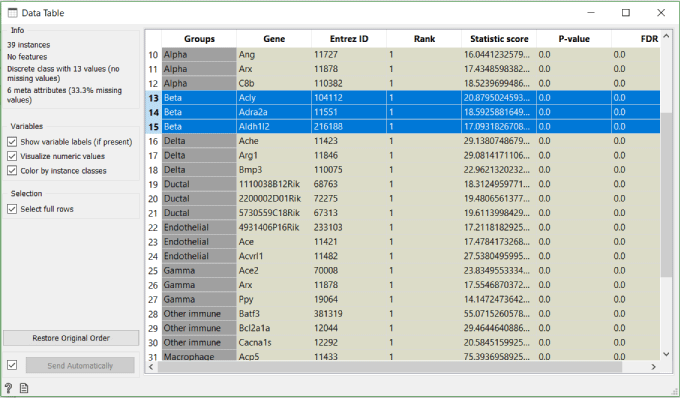 Data Table
Info
39 instances
No features
Discrete class with 13 values (no
missing values)
6 meta attributes (33.3% missing
values)
Variables
Show variable labels (if present)
Visualize numeric values
Color by instance classes
Selection
Select full rows
Restore Original Order
Send Automatically
Groups Gene Entrez ID Rank Statistic score P-value FDR
10 Alpha Ang 11727 1 16.0441232579... 0.0 0.0
11 Alpha Arx 11878 1 17.4348598382... 0.0 0.0
12 Alpha C8b 110382 1 18.5239699486... 0.0 0.0
13 Beta Acly 104112 1 20.8795024593... 0.0 0.0
14 Beta Adra2a 11551 1 18.5925881649... 0.0 0.0
15 Beta Aldh1l2 216188 1 17.0931826708... 0.0 0.0
16 Delta Ache 11423 1 29.1380748679... 0.0 0.0
17 Delta Arg1 11846 1 29.0814171106... 0.0 0.0
18 Delta Bmp3 110075 1 22.9621320232... 0.0 0.0
19 Ductal 1110038B12Rik 68763 1 18.3124959771... 0.0 0.0
20 Ductal 2200002D01Rik 72275 1 19.4806561377... 0.0 0.0
21 Ductal 5730559C18Rik 67313 1 19.6113998429... 0.0 0.0
22 Endothelial 4931406P16Rik 233103 1 17.2118182925... 0.0 0.0
23 Endothelial Ace 11421 1 17.4784173268... 0.0 0.0
24 Endothelial Acvrl1 11482 1 27.5380495995... 0.0 0.0
25 Gamma Ace2 70008 1 23.8349553334... 0.0 0.0
26 Gamma Arx 11878 1 17.5546870372... 0.0 0.0
27 Gamma Ppy 19064 1 14.1472473642... 0.0 0.0
28 Other immune Batf3 381319 1 55.0715260578... 0.0 0.0
29 Other immune Bcl2a1a 12044 1 29.4644640886... 0.0 0.0
30 Other immune Cacna1s 12292 1 20.5845159925... 0.0 0.0
31 Macrophage Acp5 11433 1 75.3936958925... 0.0 0.0